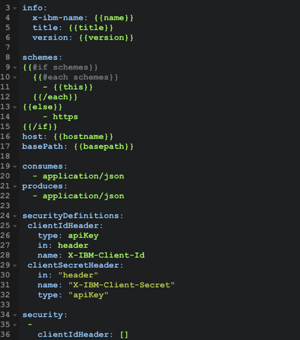 3 info:
4 x-ibm-name: {{name}}
5 title: {{title}}
6 version: {{version}}
7
8 schemes:
9 {{#if schemes}}
10 {{#each schemes}}
11 - {{this}}
12 {{/each}}
13 {{else}}
14 - https
15 {{/if}}
16 host: {{hostname}}
17 basePath: {{basepath}}
18
19 consumes:
20 - application/json
21 produces:
22 - application/json
23
24 securityDefinitions:
25 clientIdHeader:
26 type: apiKey
27 in: header
28 name: X-IBM-Client-Id
29 clientSecretHeader:
30 in: "header"
31 name: "X-IBM-Client-Secret"
32 type: "apiKey"
33
34 security:
35 -
36 clientIdHeader: []